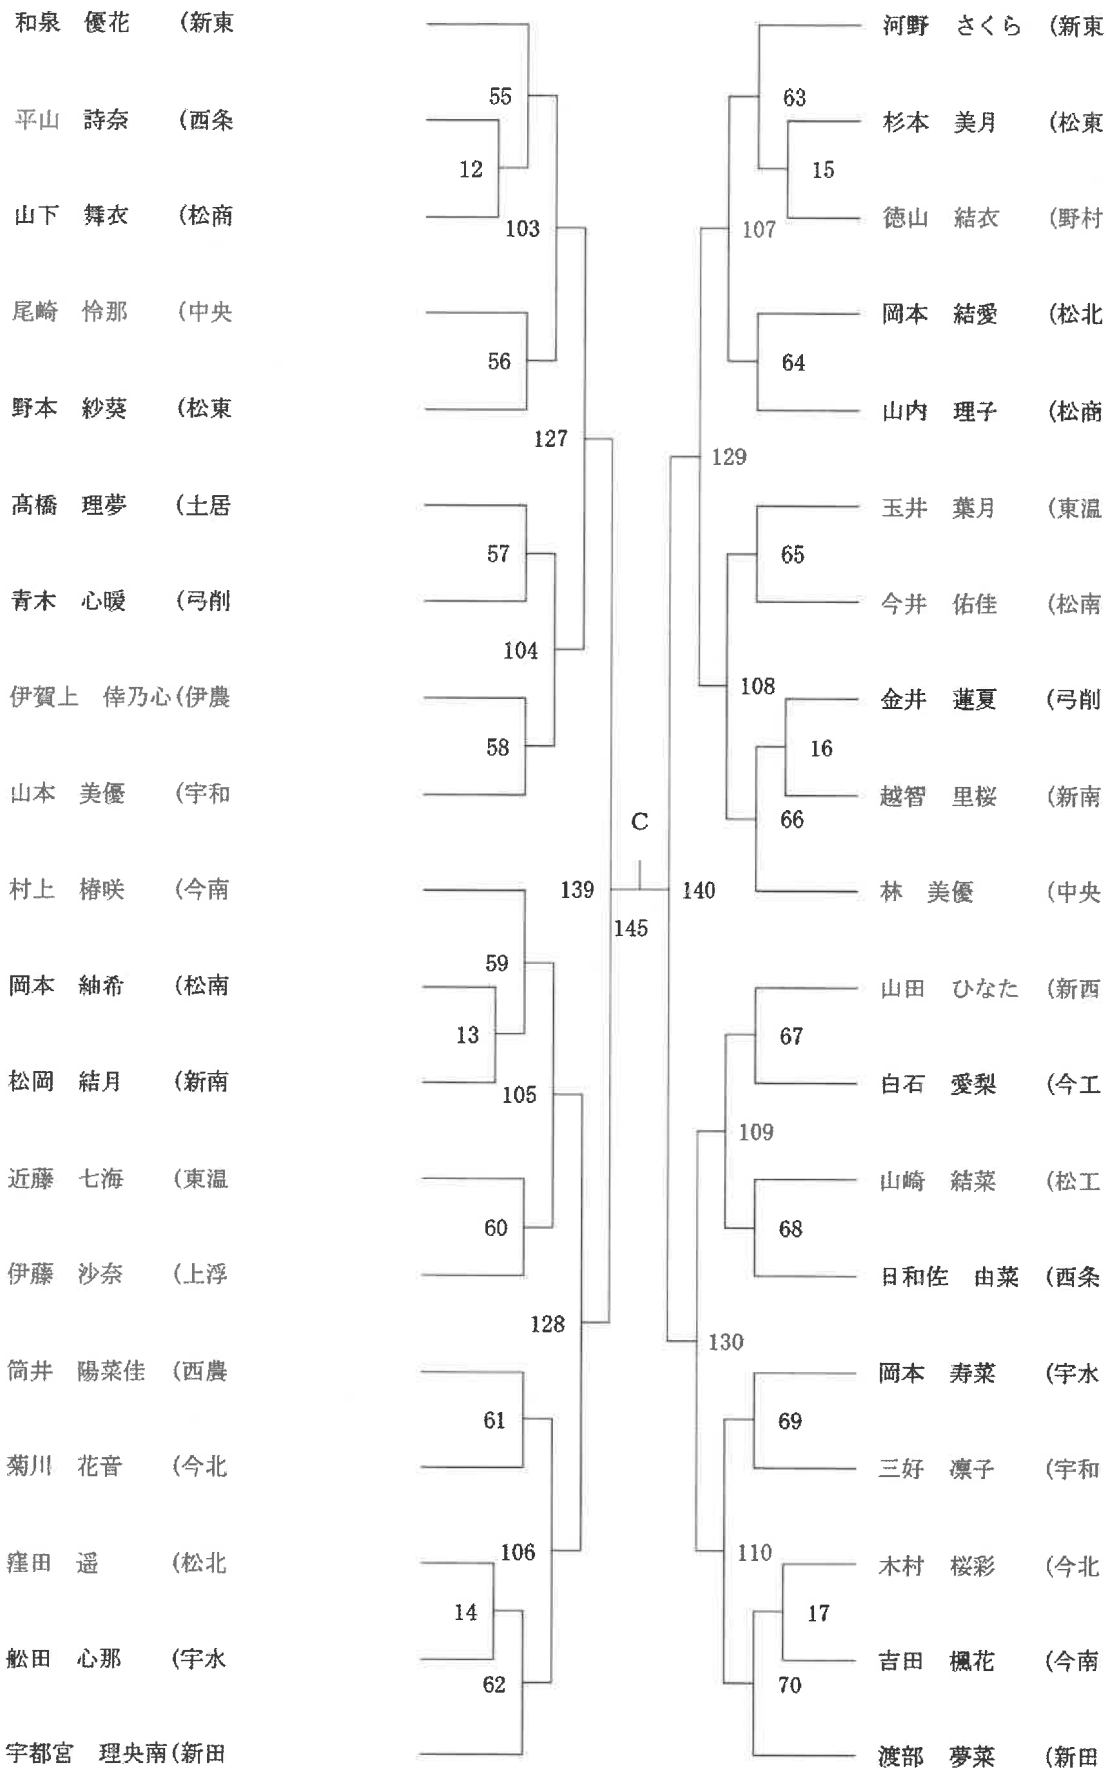 和泉　優花　(新東
55
平山　詩奈　(西条
12
山下　舞衣　(松商
103
尾崎　怜那　(中央
56
野本　紗葵　(松東
127
髙橋　理夢　(土居
57
青木　心暖　(弓削
104
伊賀上　倖乃心(伊農
58
山本　美優　(宇和
村上　椿咲　(今南
139
59
岡本　紬希　(松南
13
松岡　結月　(新南
105
近藤　七海　(東温
60
伊藤　沙奈　(上浮
128
筒井　陽菜佳　(西農
61
菊川　花音　(今北
106
窪田　遥　(松北
14
舩田　心那　(宇水
62
宇都宮　理央南(新田
C
145
河野　さくら　(新東
63
杉本　美月　(松東
15
徳山　結衣　(野村
107
岡本　結愛　(松北
64
山内　理子　(松商
129
玉井　葉月　(東温
65
今井　佑佳　(松南
108
金井　蓮夏　(弓削
16
越智　里桜　(新南
66
林　美優　(中央
140
山田　ひなた　(新西
67
白石　愛梨　(今工
109
山崎　結菜　(松工
68
日和佐　由菜　(西条
130
岡本　寿菜　(宇水
69
三好　凛子　(宇和
110
木村　桜彩　(今北
17
吉田　楓花　(今南
70
渡部　夢菜　(新田